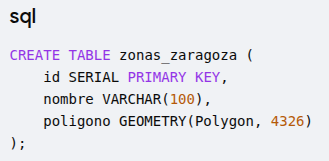 sql
CREATE TABLE zonas_zaragoza (
    id SERIAL PRIMARY KEY,
    nombre VARCHAR(100),
    poligono GEOMETRY(Polygon, 4326)
);